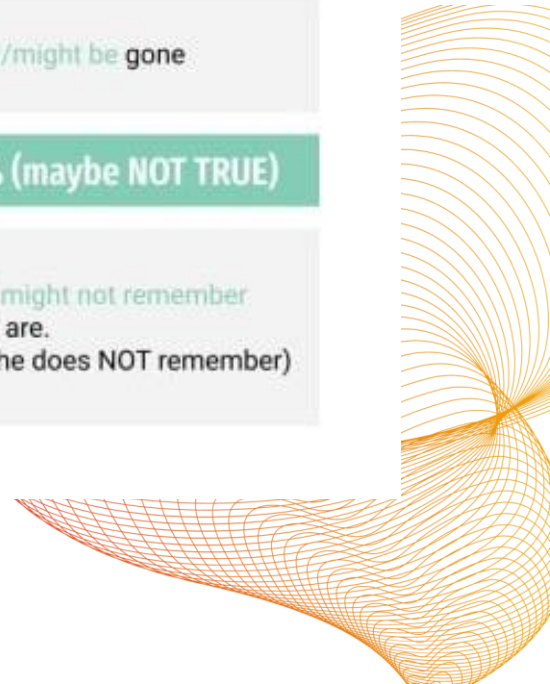 /might be gone
(maybe NOT TRUE)
might not remember
are.
he does NOT remember)